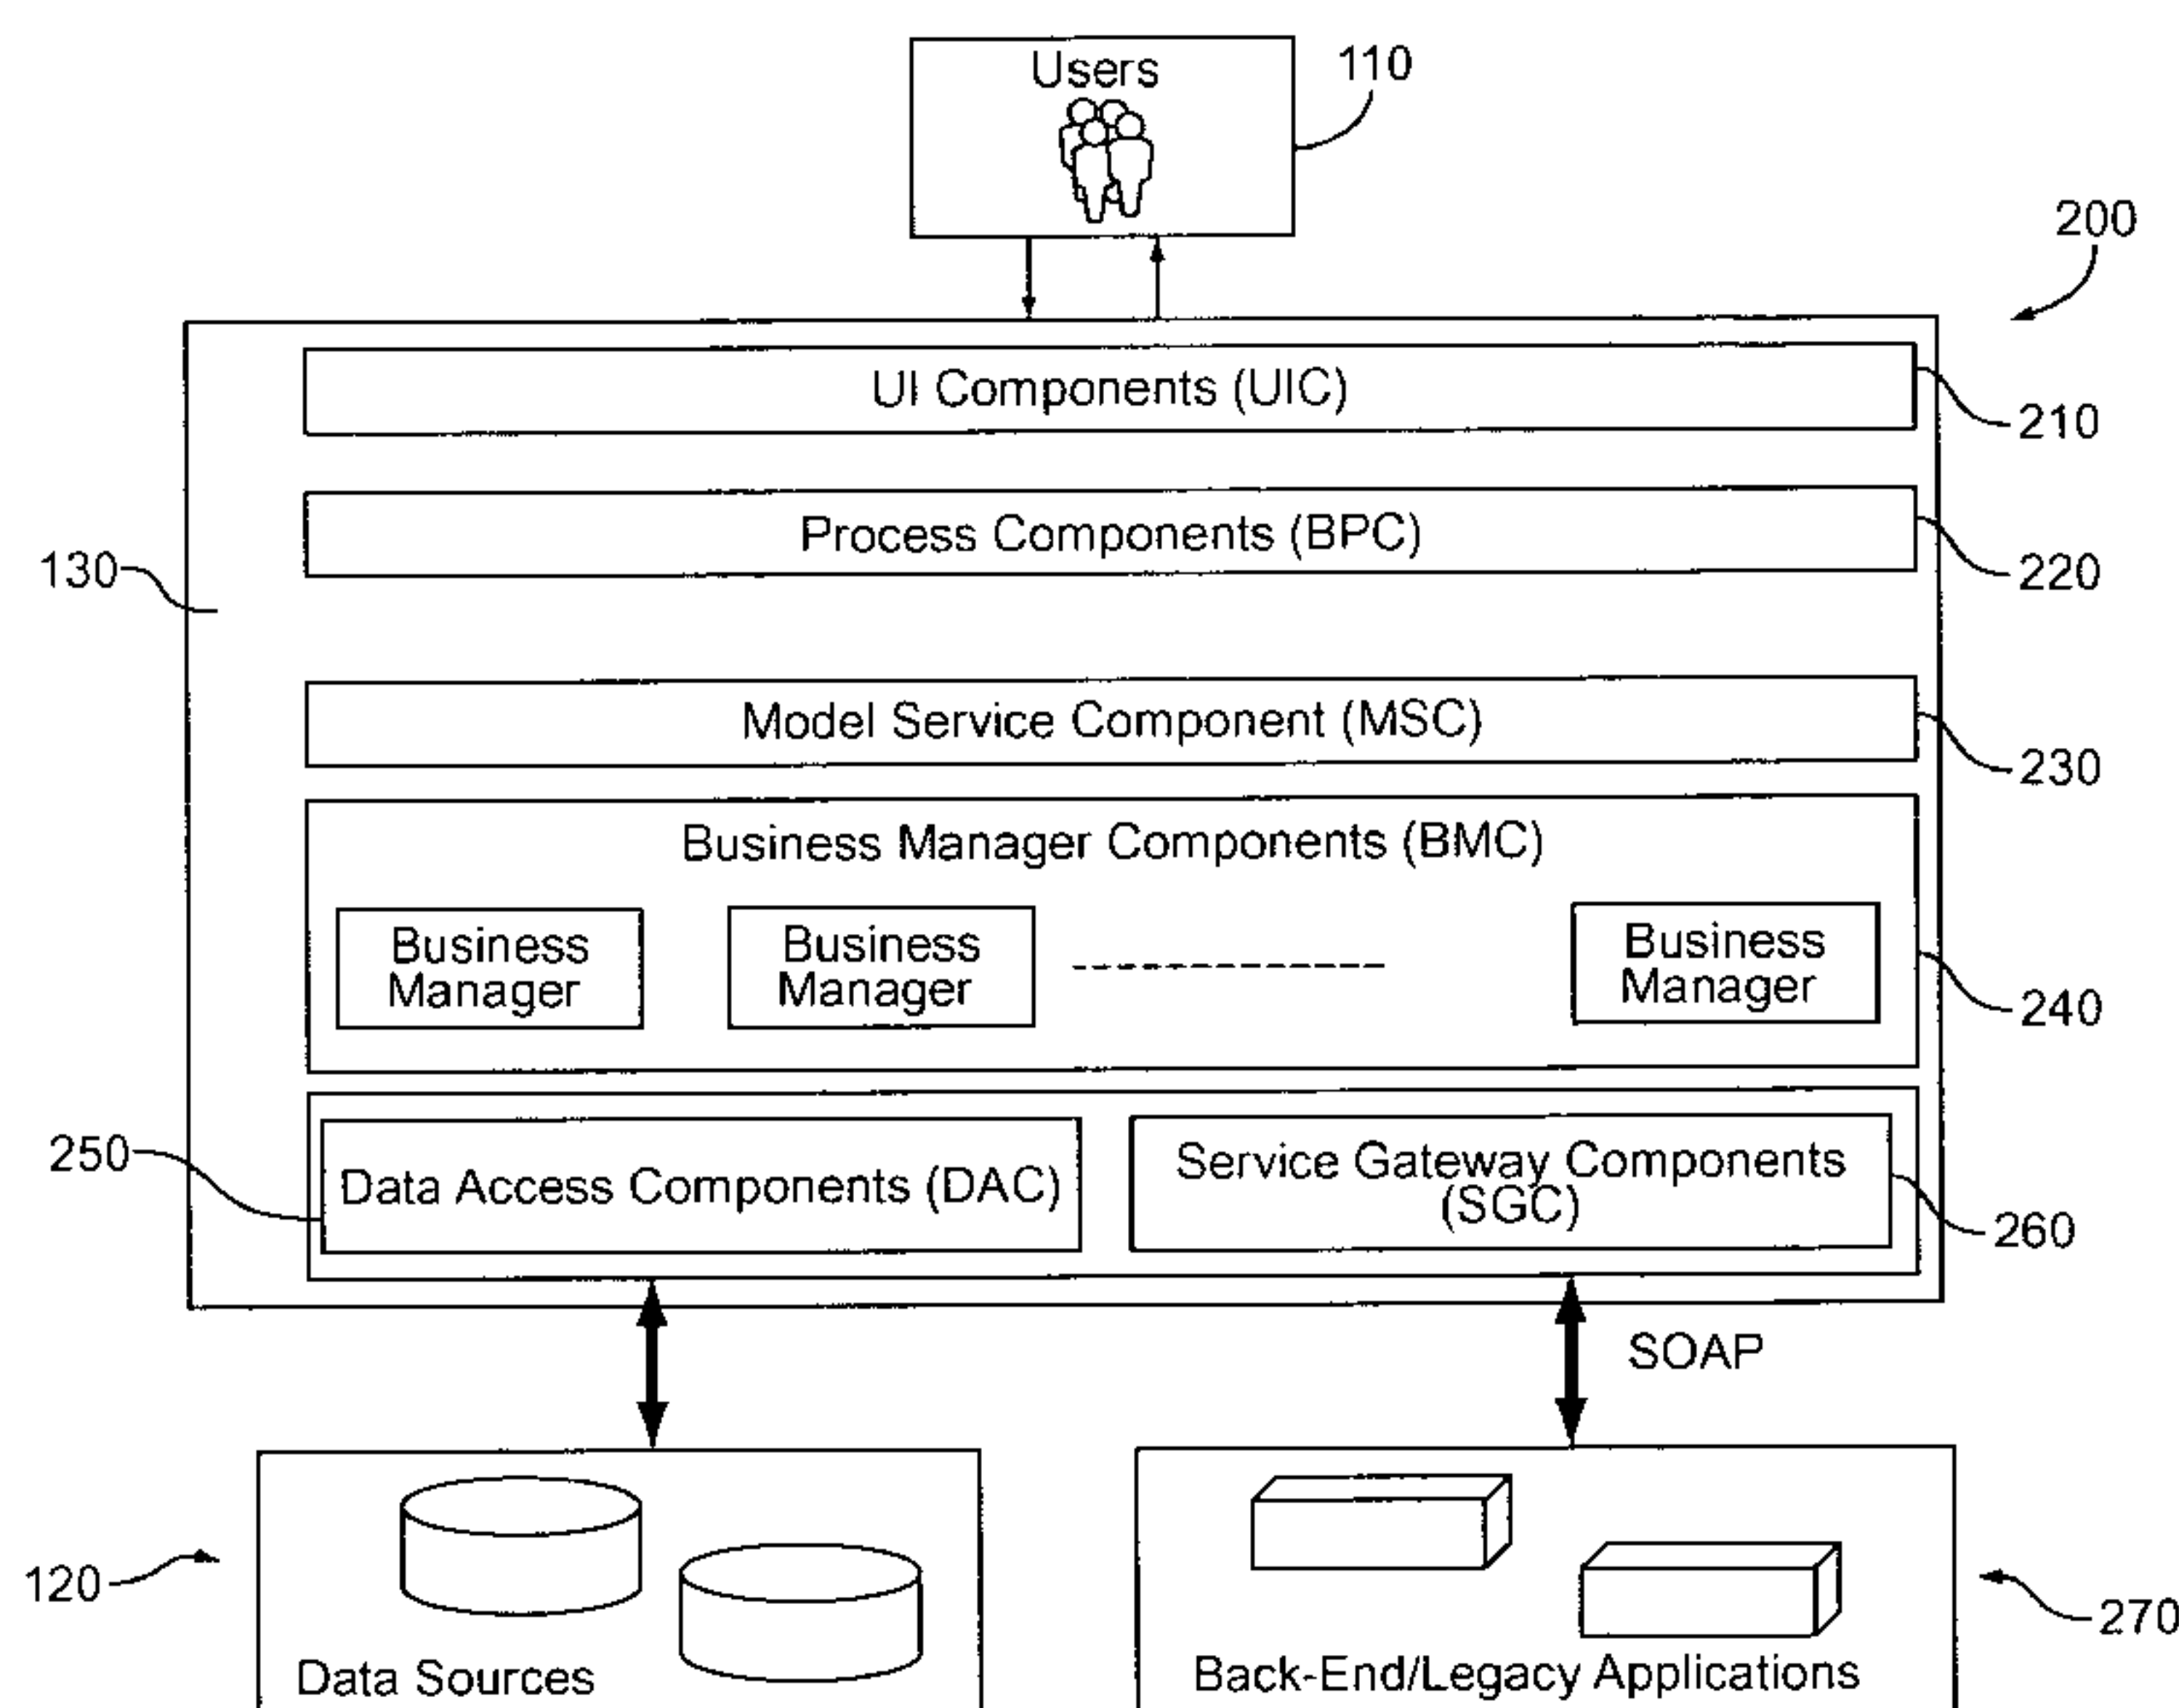 Users
110
200
UI Components (UIC)
210
Process Components (BPC)
130
220
Model Service Component (MSC)
230
Business Manager Components (BMC)
Business
Manager
Business
Manager
Business
Manager
240
250
Data Access Components (DAC)
Service Gateway Components
(SGC)
260
SOAP
120
270
Data Sources
Back-End/Legacy Applications